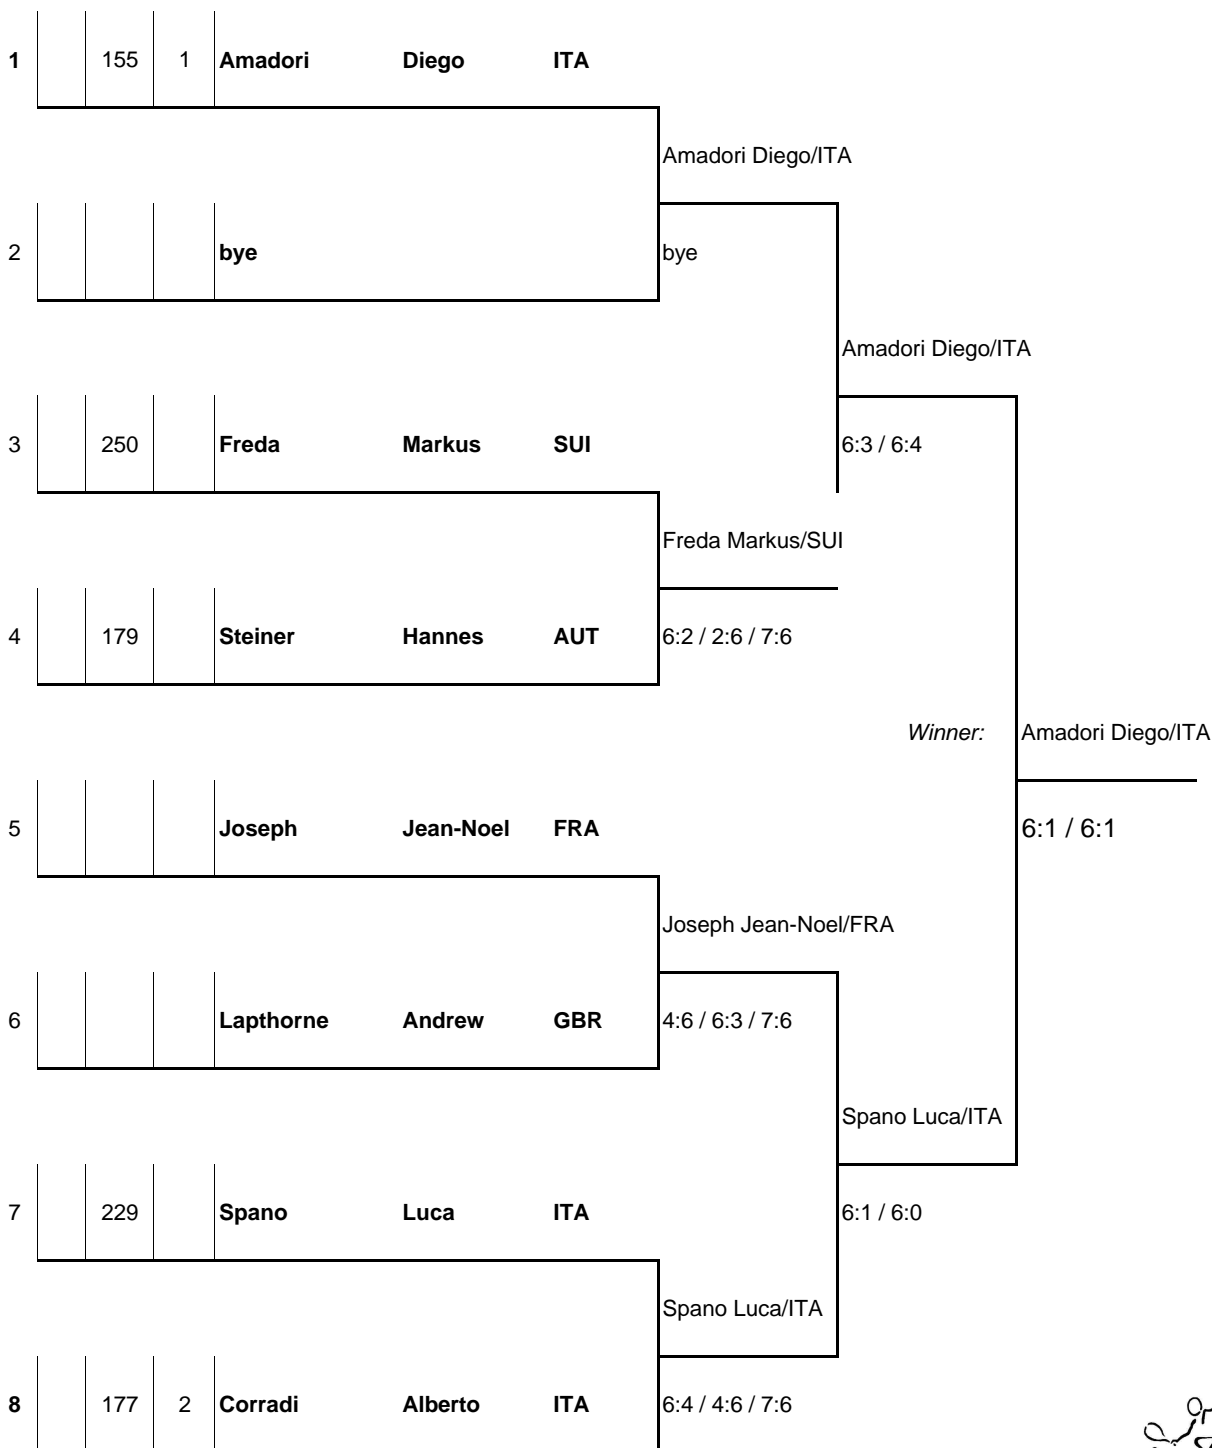 1 155 1 Amadori Diego ITA
Amadori Diego/ITA
2 bye bye
Amadori Diego/ITA
3 250 Freda Markus SUI 6:3 / 6:4
Freda Markus/SUI
4 179 Steiner Hannes AUT 6:2 / 2:6 / 7:6
Winner: Amadori Diego/ITA
5 Joseph Jean-Noel FRA 6:1 / 6:1
Joseph Jean-Noel/FRA
6 Lapthorne Andrew GBR 4:6 / 6:3 / 7:6
Spano Luca/ITA
7 229 Spano Luca ITA 6:1 / 6:0
Spano Luca/ITA
8 177 2 Corradi Alberto ITA 6:4 / 4:6 / 7:6